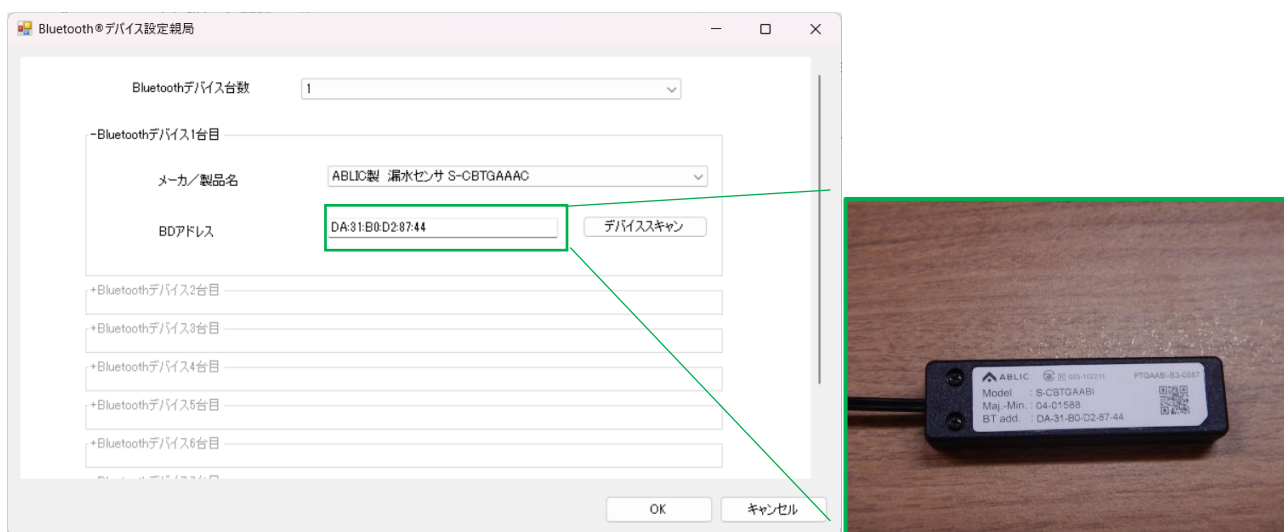 Bluetooth®デバイス設定親局
Bluetoothデバイス台数
1
-Bluetoothデバイス1台目
メーカ/製品名
ABLIC製 漏水センサ S-CBTGAAAC
BDアドレス
DA:31:B0:D2:87:44
デバイススキャン
+Bluetoothデバイス2台目
+Bluetoothデバイス3台目
+Bluetoothデバイス4台目
+Bluetoothデバイス5台目
+Bluetoothデバイス6台目
OK
キャンセル
ABLIC
Model : S-CBTGAABI
Maj.-Min. : 04-01588
BT add. : DA-31-B0-D2-87-44